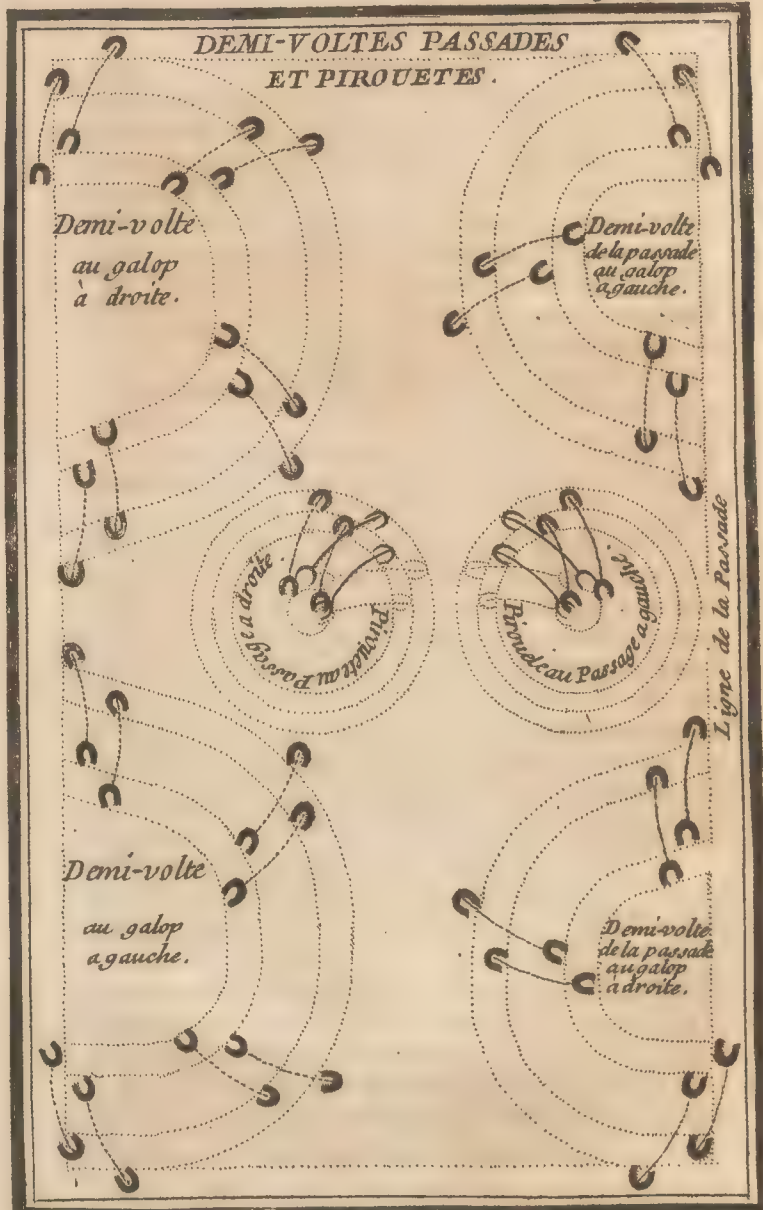 DEMI-VOLTES PASSADES
ET PIROUETES.
Demi-volte
au galop
à droite.
Demi-volte
de la passade
au galop
à gauche.
Pirouete au Passage a droite.
Pirouete au Passage a gauche.
Ligne de la Passade
Demi-volte
au galop
a gauche.
Demi-volte
de la passade
au galop
à droite.